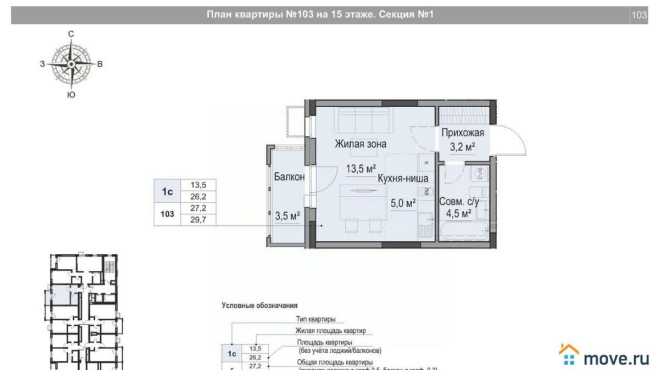 План квартиры №103 на 15 этаже. Секция №1
103
С
З
В
Ю
Прихожая
3,2 м²
Жилая зона
13,5 м²
Кухня-ниша
5,0 м²
Балкон
3,5 м²
Совм. с/у
4,5 м²
1с
13,5
26,2
103
27,2
29,7
Условные обозначения
Тип квартиры
Жилая площадь квартир
Площадь квартиры
(без учёта лоджий/балконов)
Общая площадь квартиры
1с
13,5
26,2
27,2
move.ru